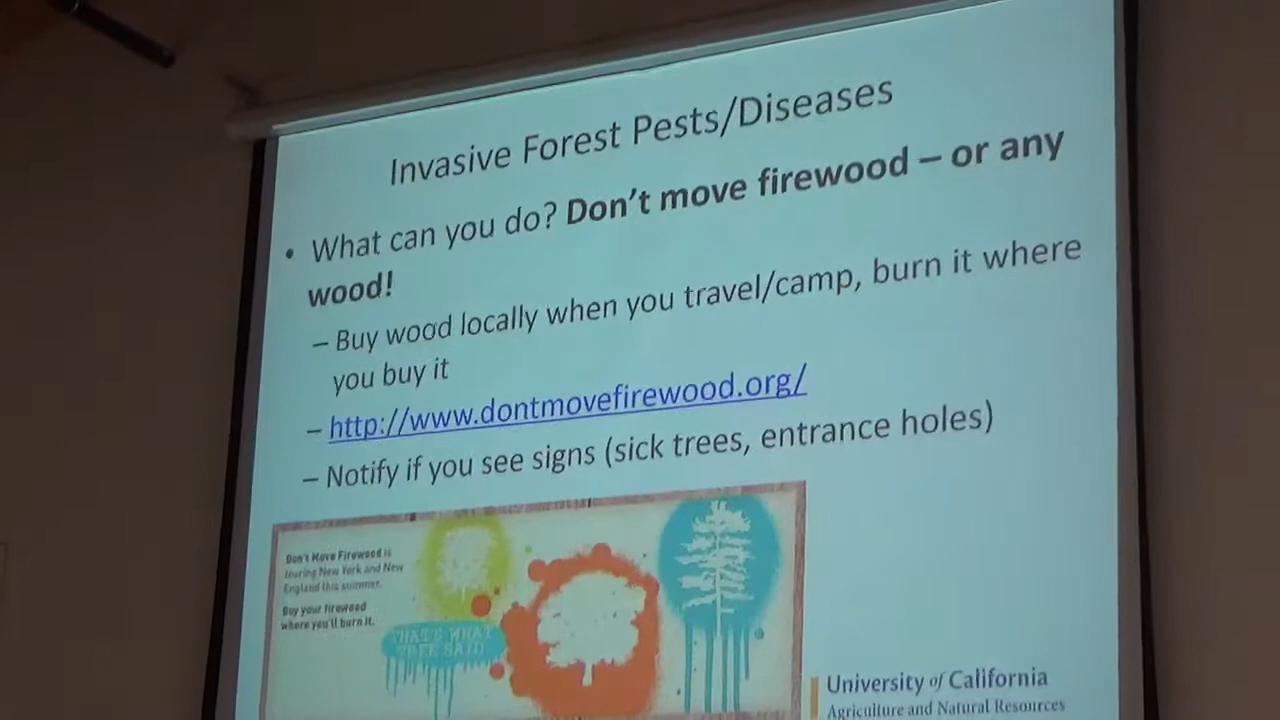 Invasive Forest Pests/Diseases
• What can you do? Don't move firewood – or any
wood!
– Buy wood locally when you travel/camp, burn it where
you buy it
– http://www.dontmovefirewood.org/
– Notify if you see signs (sick trees, entrance holes)
Don't Move Firewood is
touring New York and New
England this summer.
Buy your firewood
where you'll burn it.
THAT'S WHAT
TREE SAID
University of California
Agriculture and Natural Resources